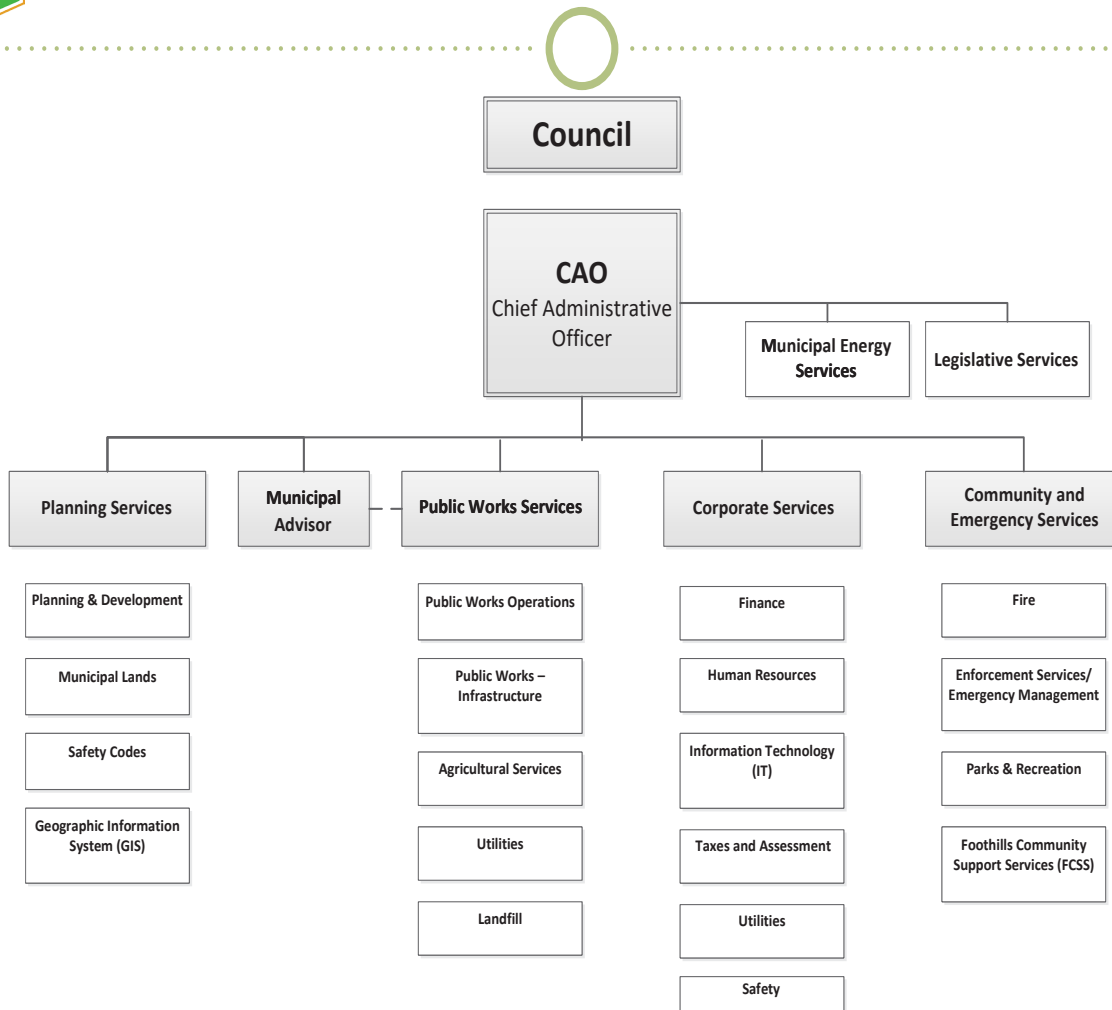 Council
CAO
Chief Administrative
Officer
Municipal Energy
Services
Legislative Services
Planning Services
Municipal
Advisor
Public Works Services
Corporate Services
Community and
Emergency Services
Planning & Development
Municipal Lands
Safety Codes
Geographic Information
System (GIS)
Public Works Operations
Public Works –
Infrastructure
Agricultural Services
Utilities
Landfill
Finance
Human Resources
Information Technology
(IT)
Taxes and Assessment
Utilities
Safety
Fire
Enforcement Services/
Emergency Management
Parks & Recreation
Foothills Community
Support Services (FCSS)